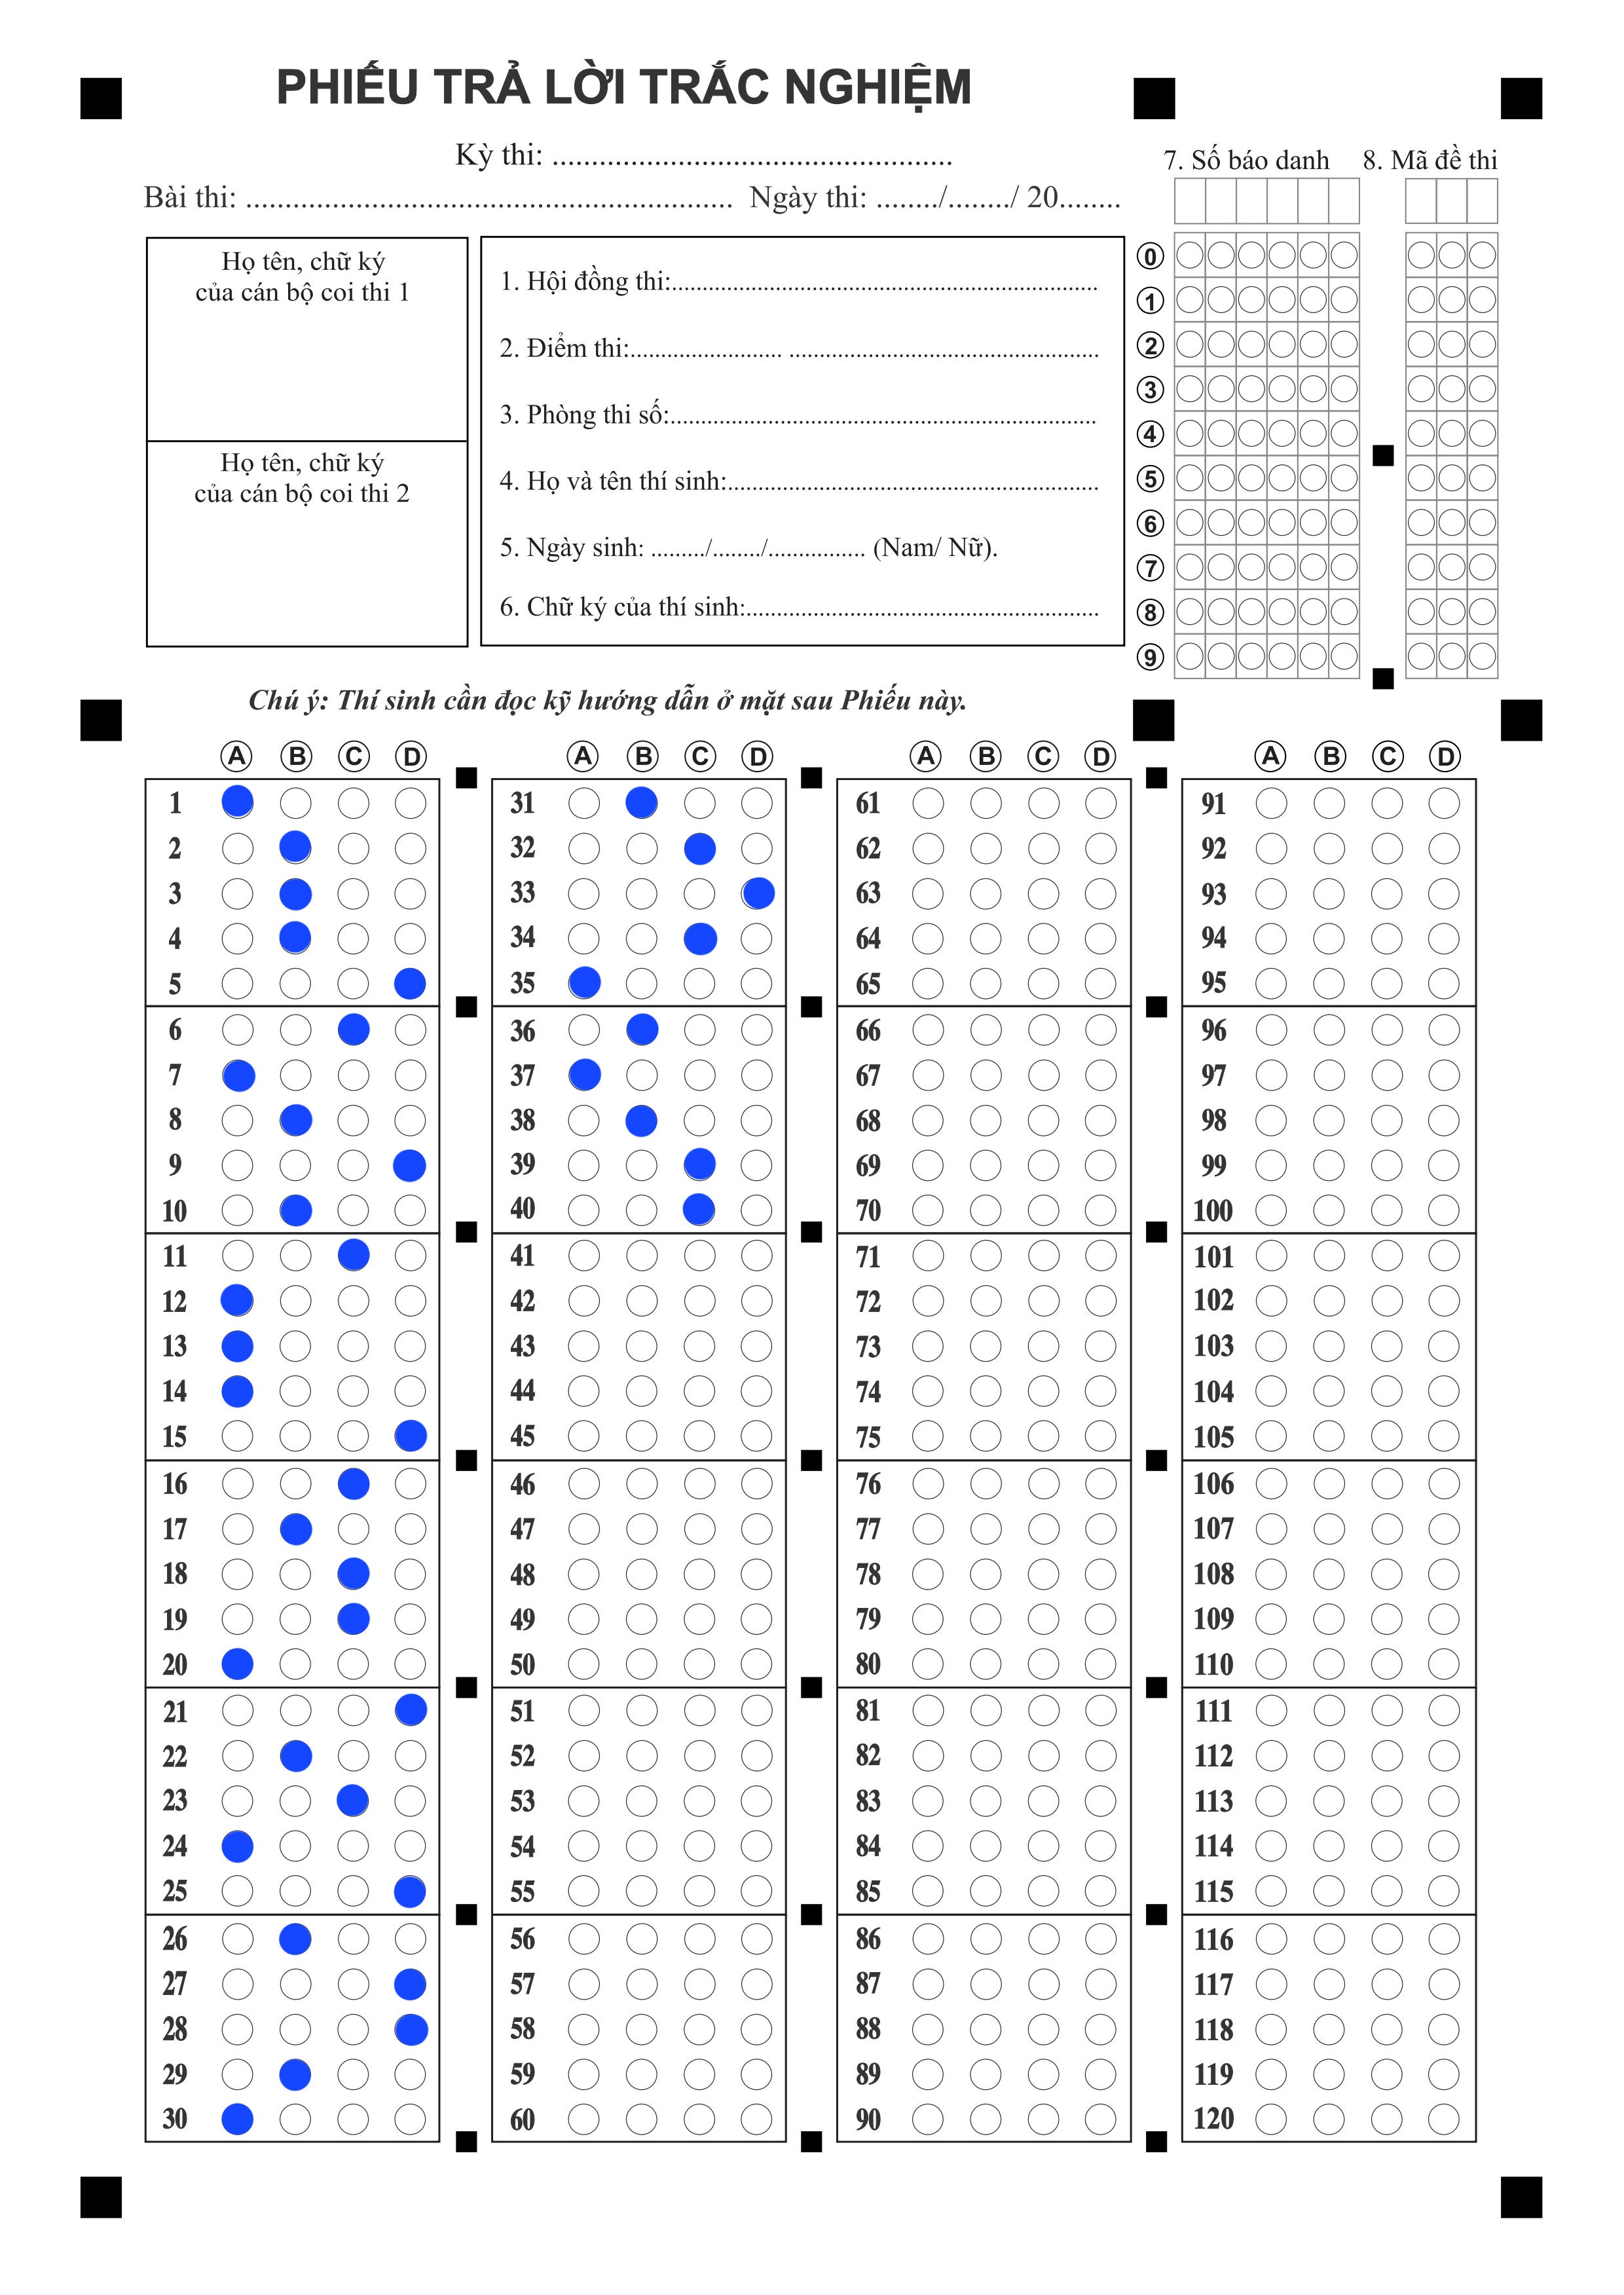 PHIẾU TRẢ LỜI TRẮC NGHIỆM
Kỳ thi: ...................................................
Bài thi: .............................................................. Ngày thi: ......../......../ 20........
Họ tên, chữ ký
của cán bộ coi thi 1
Họ tên, chữ ký
của cán bộ coi thi 2
1. Hội đồng thi:......................................................................
2. Điểm thi:......................... ...................................................
3. Phòng thi số:......................................................................
4. Họ và tên thí sinh:.............................................................
5. Ngày sinh: ........./......../................ (Nam/ Nữ).
6. Chữ ký của thí sinh:..........................................................
7. Số báo danh 8. Mã đề thi
0
1
2
3
4
5
6
7
8
9
Chú ý: Thí sinh cần đọc kỹ hướng dẫn ở mặt sau Phiếu này.
A B C D A B C D A B C D A B C D
1 31 61 91
2 32 62 92
3 33 63 93
4 34 64 94
5 35 65 95
6 36 66 96
7 37 67 97
8 38 68 98
9 39 69 99
10 40 70 100
11 41 71 101
12 42 72 102
13 43 73 103
14 44 74 104
15 45 75 105
16 46 76 106
17 47 77 107
18 48 78 108
19 49 79 109
20 50 80 110
21 51 81 111
22 52 82 112
23 53 83 113
24 54 84 114
25 55 85 115
26 56 86 116
27 57 87 117
28 58 88 118
29 59 89 119
30 60 90 120